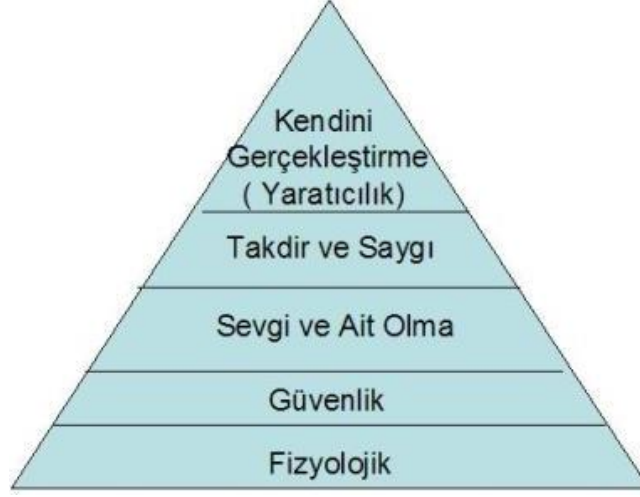 Kendini
Gerçekleştirme
( Yaratıcılık)
Takdir ve Saygı
Sevgi ve Ait Olma
Güvenlik
Fizyolojik